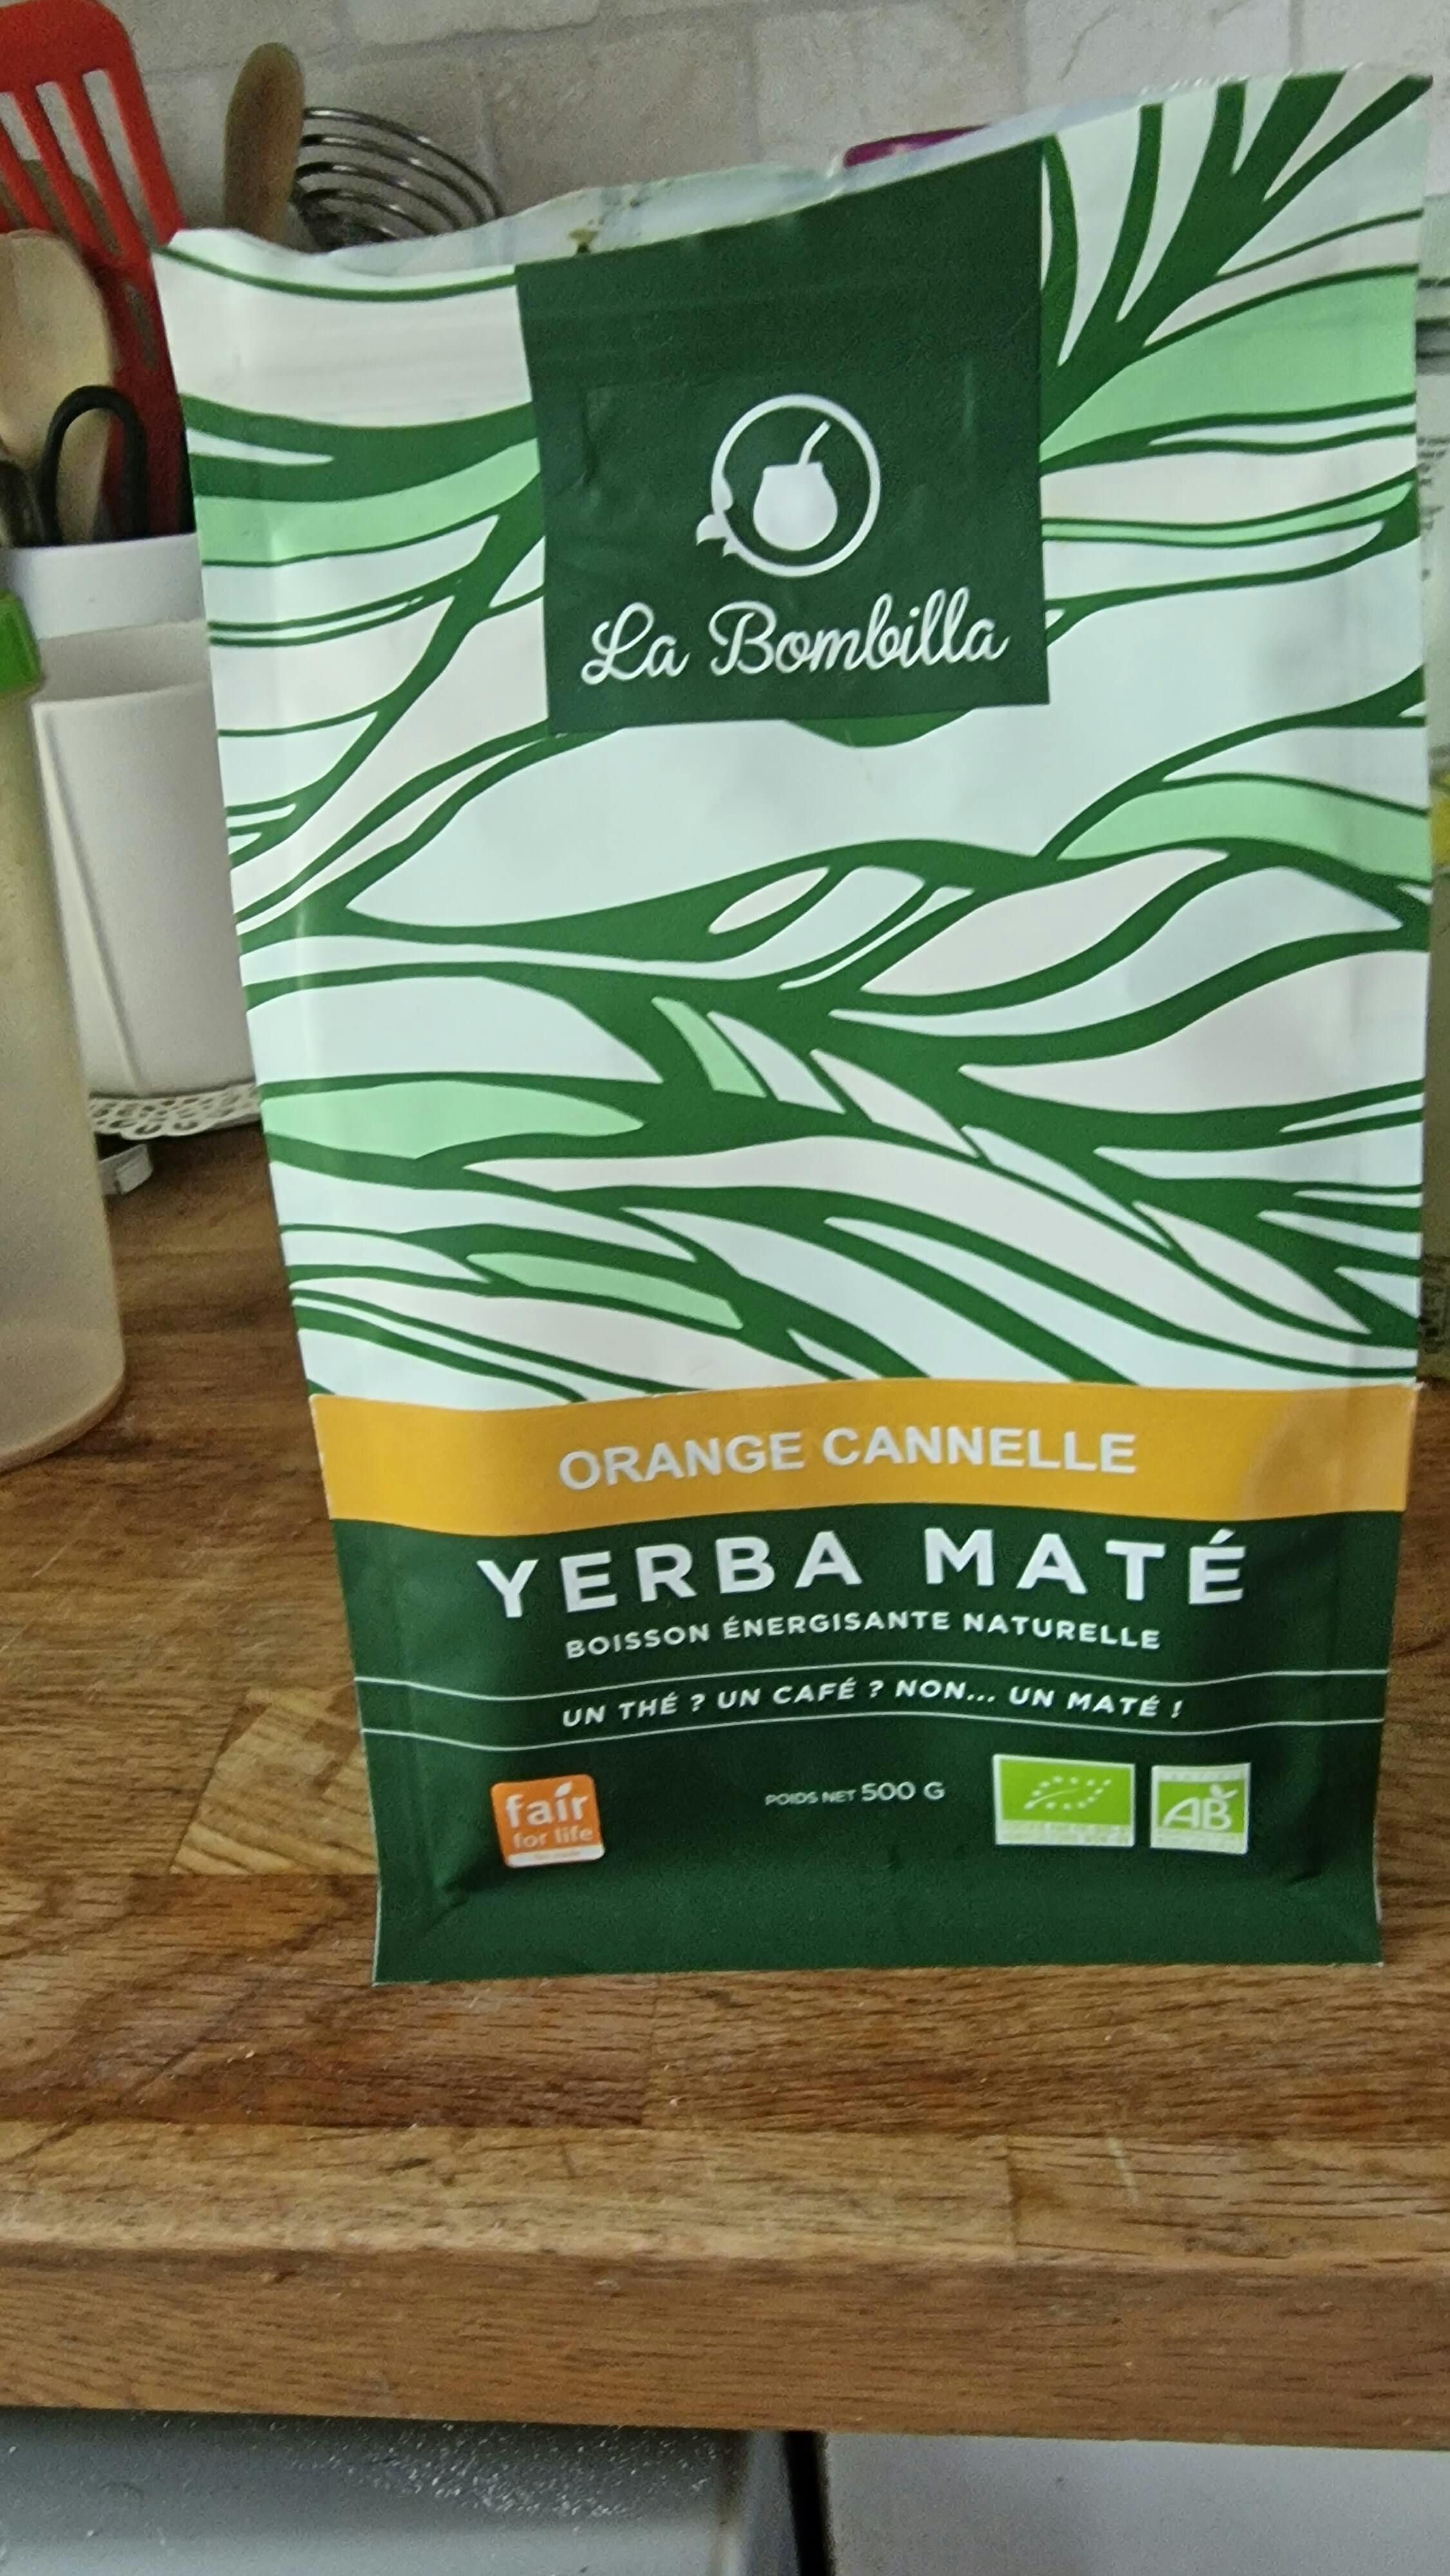 La Bombilla
ORANGE CANNELLE
YERBA MATÉ
BOISSON ÉNERGISANTE NATURELLE
UN THÉ ? UN CAFÉ ? NON... UN MATÉ !
fair
for life
POIDS NET 500 G
AB